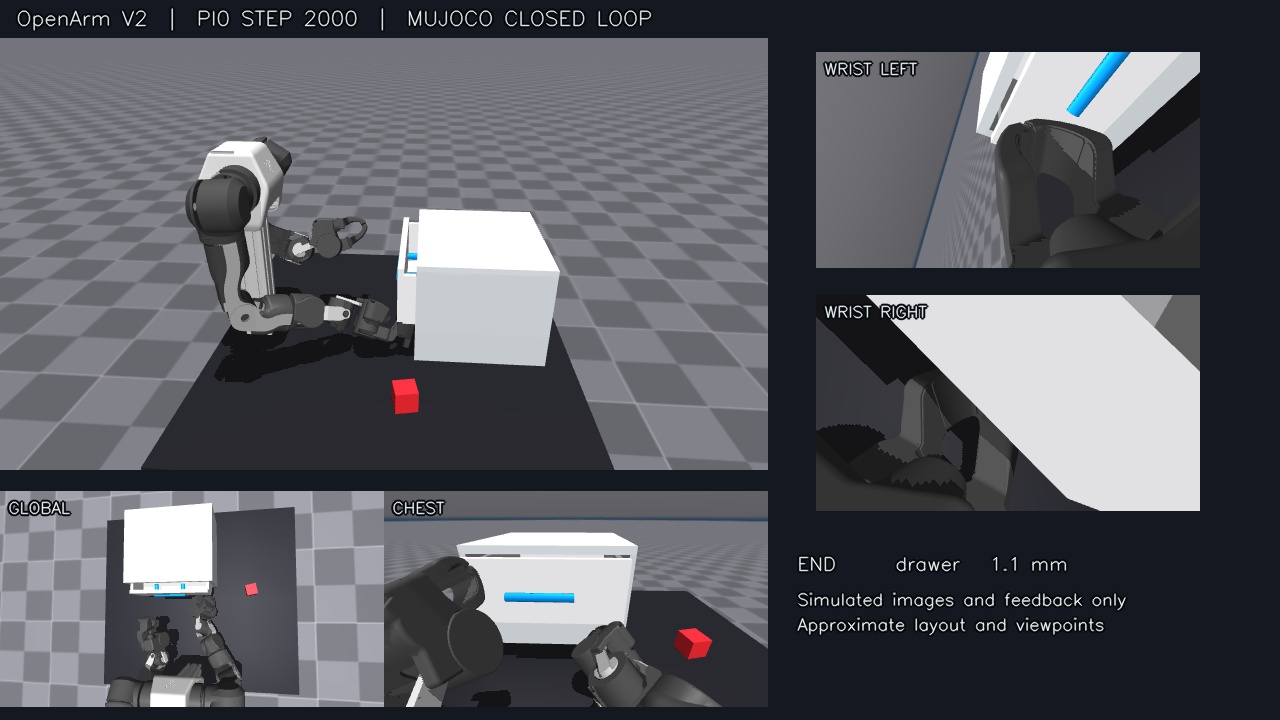 OpenArm V2 | PI0 STEP 2000 | MUJOCO CLOSED LOOP
WRIST LEFT
WRIST RIGHT
GLOBAL
CHEST
END drawer 1.1 mm
Simulated images and feedback only
Approximate layout and viewpoints